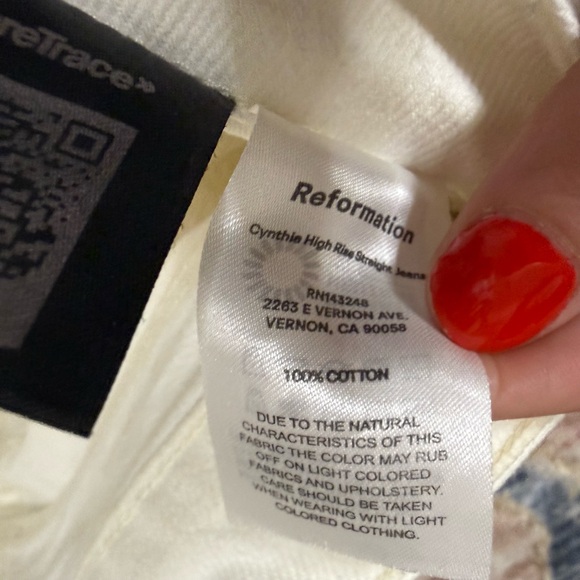 reTrace»
Reformation
Cynthie High Rise Straight Jeans
RN143248
2263 E VERNON AVE.
VERNON, CA 90058
100% COTTON
DUE TO THE NATURAL
CHARACTERISTICS OF THIS
FABRIC THE COLOR MAY RUB
OFF ON LIGHT COLORED
FABRICS AND UPHOLSTERY.
CARE SHOULD BE TAKEN
WHEN WEARING WITH LIGHT
COLORED CLOTHING.